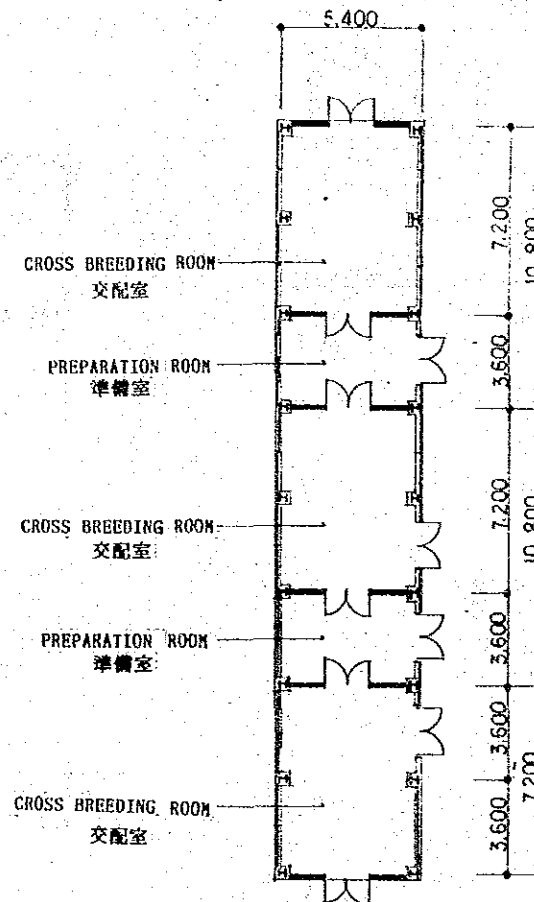 5,400
CROSS BREEDING ROOM
交配室
PREPARATION ROOM
準備室
CROSS BREEDING ROOM
交配室
PREPARATION ROOM
準備室
CROSS BREEDING ROOM
交配室
7,200
10,800
3,600
7,200
10,800
3,600
3,600
7,200
3,600